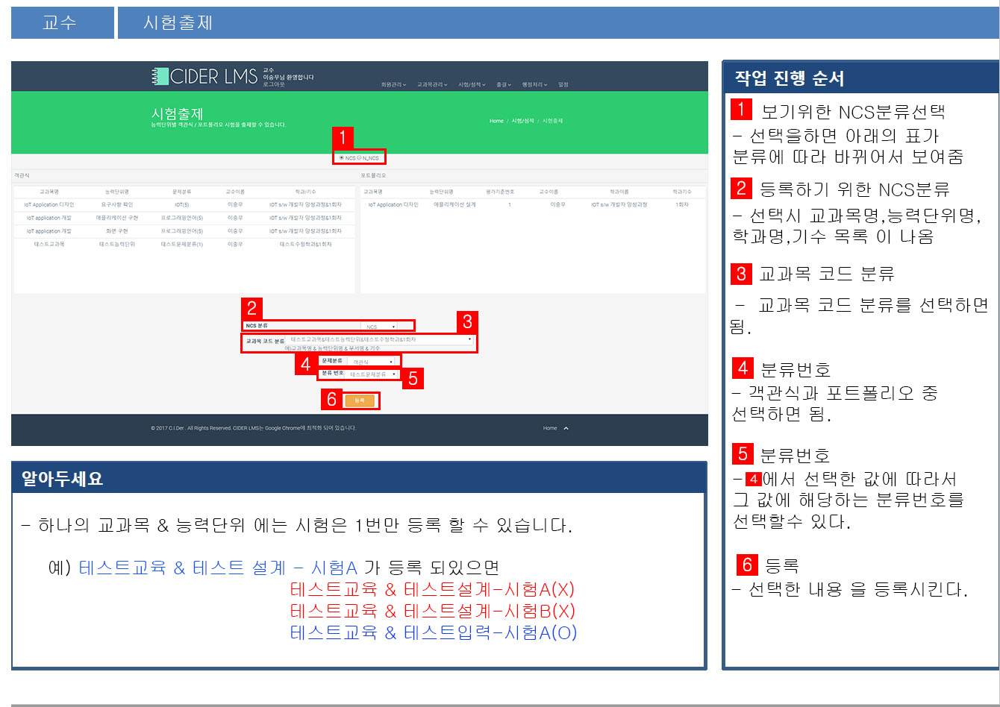 교수
시험출제
CIDER LMS
교수
이승무님 환영합니다
로그아웃
회원관리 교과목관리 시험/성적 출결 행정처리 일정
시험출제
능력단위별 객관식 / 포트폴리오 시험을 출제할 수 있습니다.
Home / 시험/성적 / 시험출제
1
NCS N_NCS
객관식
교과목명 능력단위명 문제분류 교수이름 학과/기수
IoT Application 디자인 요구사항 확인 IOT(5) 이승무 IOT s/w 개발자 양성과정&1회차
IoT application 개발 애플리케이션 구현 프로그래밍언어(5) 이승무 IOT s/w 개발자 양성과정&1회차
IoT application 개발 화면 구현 프로그래밍언어(5) 이승무 IOT s/w 개발자 양성과정&1회차
테스트교과목 테스트능력단위 테스트문제분류(1) 이승무 테스트수정학과&1회차
포트폴리오
교과목명 능력단위명 평가기준번호 교수이름 학과이름 학과기수
IoT Application 디자인 애플리케이션 설계 1 이승무 IOT s/w 개발자 양성과정 1회차
2
NCS 분류 NCS
3
교과목 코드 분류 테스트교과목&테스트능력단위&테스트수정학과&1회차
예)교과목명 & 능력단위명 & 부서명 & 기수
4
문제분류 객관식
분류 번호 테스트문제분류
5
6
등록
© 2017 C.I.Der . All Rights Reserved. CIDER LMS는 Google Chrome에 최적화 되어 있습니다.
Home
알아두세요
- 하나의 교과목 & 능력단위 에는 시험은 1번만 등록 할 수 있습니다.
예) 테스트교육 & 테스트 설계 - 시험A 가 등록 되있으면
테스트교육 & 테스트설계-시험A(X)
테스트교육 & 테스트설계-시험B(X)
테스트교육 & 테스트입력-시험A(O)
작업 진행 순서
1 보기위한 NCS분류선택
- 선택을하면 아래의 표가
분류에 따라 바뀌어서 보여줌
2 등록하기 위한 NCS분류
- 선택시 교과목명,능력단위명,
학과명,기수 목록 이 나옴
3 교과목 코드 분류
- 교과목 코드 분류를 선택하면
됨.
4 분류번호
- 객관식과 포트폴리오 중
선택하면 됨.
5 분류번호
- 4에서 선택한 값에 따라서
그 값에 해당하는 분류번호를
선택할수 있다.
6 등록
- 선택한 내용 을 등록시킨다.